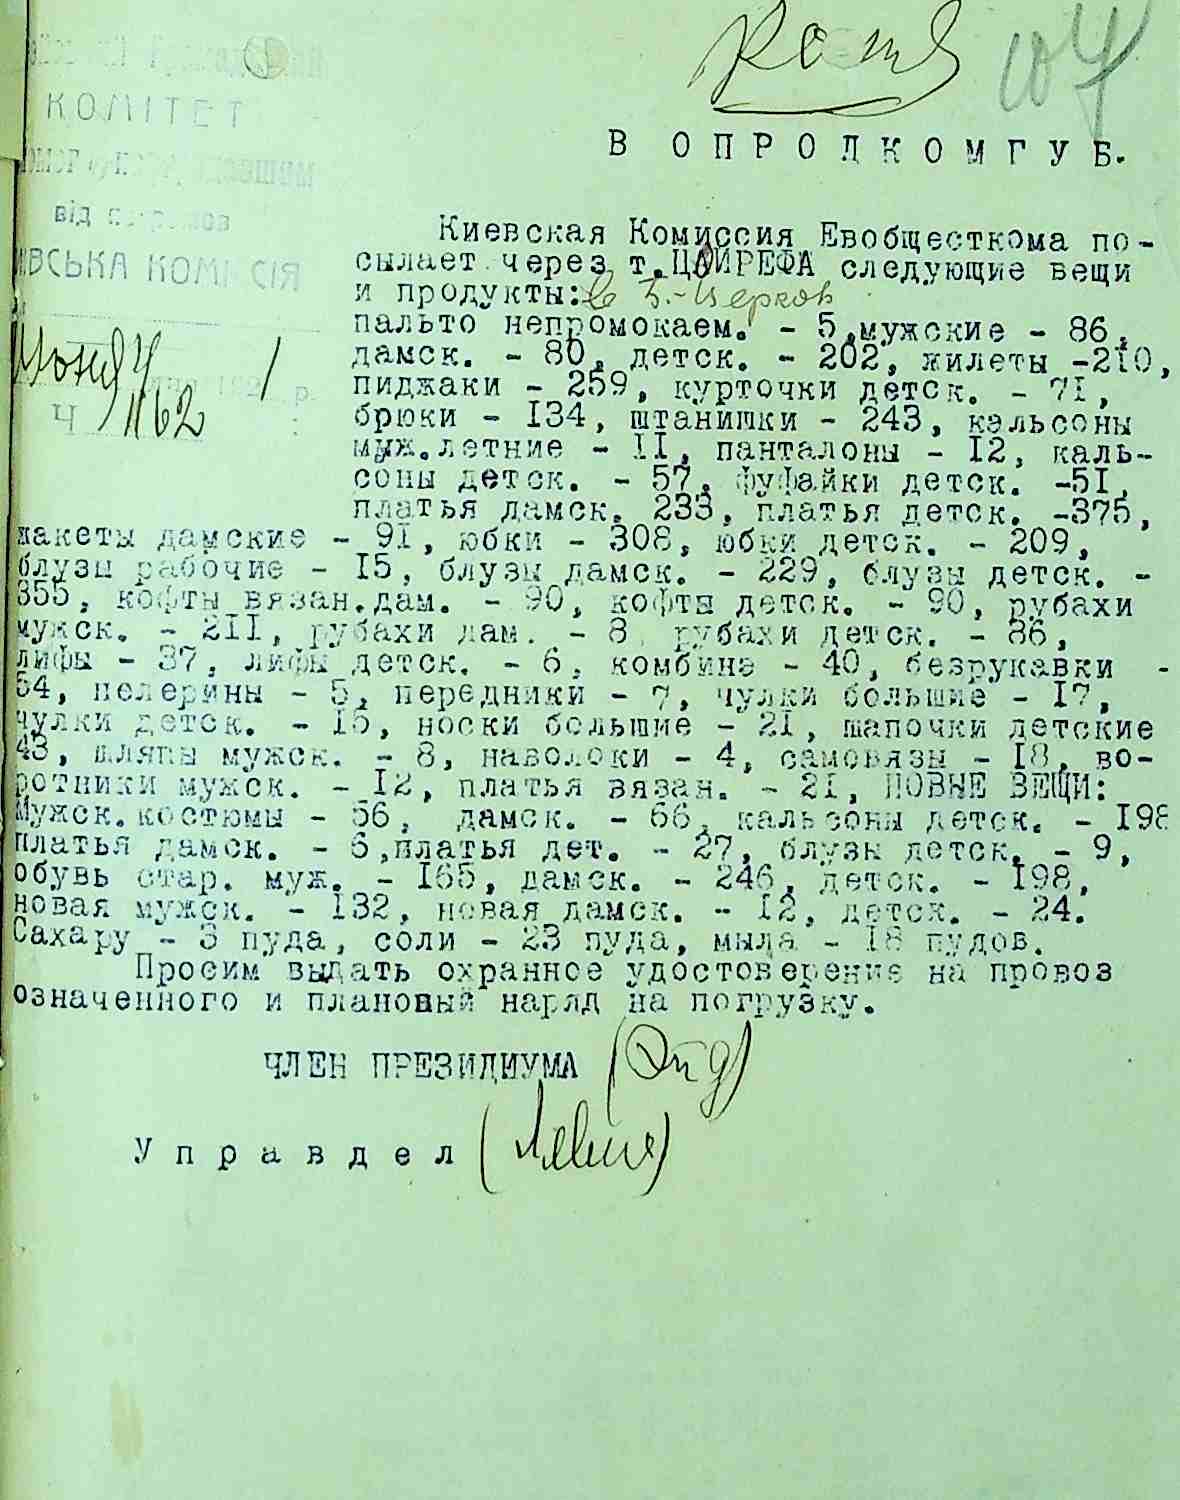 копия
104
КОМІТЕТ
від погромов
КОМІСІЯ
Июня 4 192 1 р.
Ч 1162
В ОПРОДКОМГУБ.
Киевская Комиссия Евобщесткома по-
сылает через т.ЦАЙРЕФА следующие вещи
и продукты: в Б.-Церков
пальто непромокаем. - 5,мужские - 86,
дамск. - 80, детск. - 202, жилеты -210,
пиджаки - 259, курточки детск. - 71,
брюки - 134, штанишки - 243, кальсоны
муж.летние - 11, панталоны - 12, каль-
соны детск. - 57, фуфайки детск. -51,
платья дамск. 233, платья детск. -375,
жакеты дамские - 91, юбки - 308, юбки детск. - 209,
блузы рабочие - 15, блузы дамск. - 229, блузы детск. -
355, кофты вязан.дам. - 90, кофты детск. - 90, рубахи
мужск. - 211, рубахи дам. - 8, рубахи детск. - 86,
лифы - 37, лифы детск. - 6, комбинэ - 40, безрукавки -
54, пелерины - 5, передники - 7, чулки большие - 17,
чулки детск. - 15, носки большие - 21, шапочки детские
43, шляпы мужск. - 8, наволоки - 4, самовязы - 18, во-
ротники мужск. - 12, платья вязан. - 21, НОВЫЕ ВЕЩИ:
Мужск.костюмы - 56, дамск. - 66, кальсоны детск. - 198
платья дамск. - 6,платья дет. - 27, блузы детск. - 9,
обувь стар. муж. - 165, дамск. - 246, детск. - 198,
новая мужск. - 132, новая дамск. - 12, детск. - 24.
Сахару - 3 пуда, соли - 23 пуда, мыла - 18 пудов.
Просим выдать охранное удостоверение на провоз
означенного и плановый наряд на погрузку.
ЧЛЕН ПРЕЗИДИУМА
Управдел